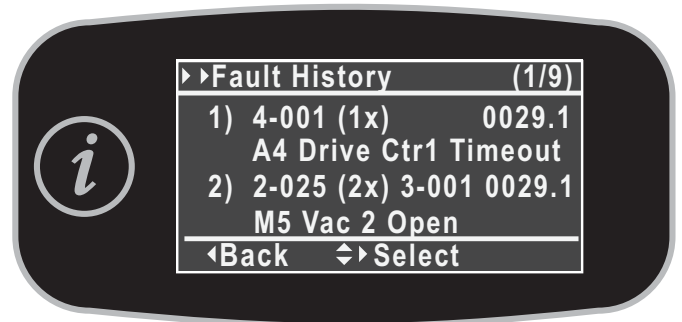 Fault History (1/9)
1) 4-001 (1x) 0029.1
A4 Drive Ctr1 Timeout
2) 2-025 (2x) 3-001 0029.1
M5 Vac 2 Open
Back Select
i